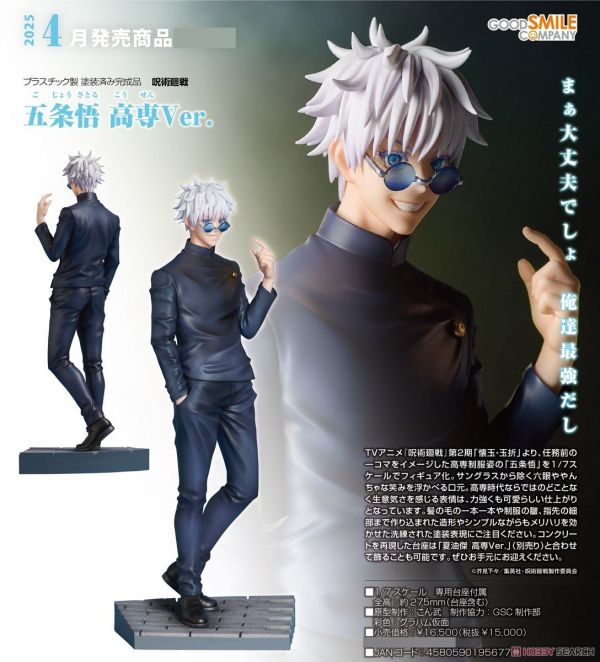 2025 4月発売商品
GOOD SMILE
COMPANY
プラスチック製 塗装済み完成品 呪術廻戦
ご じょう さとる こう せん
五条悟 高専Ver.
まぁ大丈夫でしょ
俺達最強だし
TVアニメ『呪術廻戦』第2期「懐玉・玉折」より、任務前の
一コマをイメージした高専制服姿の「五条悟」を1/7ス
ケールでフィギュア化。サングラスから除く六眼ややん
ちゃな笑みを浮かべる口元。高専時代ならではのどことな
く生意気さを感じる表情は、力強くも可愛らしい仕上がり
となっています。髪の毛の一本一本や制服の皺、指先の細
部まで作り込まれた造形やシンプルながらもメリハリを効
かせた洗練された塗装表現にご注目ください。コンクリー
トを再現した台座は「夏油傑 高専Ver.」(別売り)と合わせ
て飾ることも可能です。ぜひお手元にお迎えください。
©芥見下々/集英社・呪術廻戦製作委員会
■1/7スケール 専用台座付属
全高:約275mm(台座含む)
■原型制作:こん武 制作協力:GSC 制作部
彩色:グラハム仮面
■小売価格:¥16,500(税抜 ¥15,000)
■JANコード:4580590195677
HOBBY SEARCH